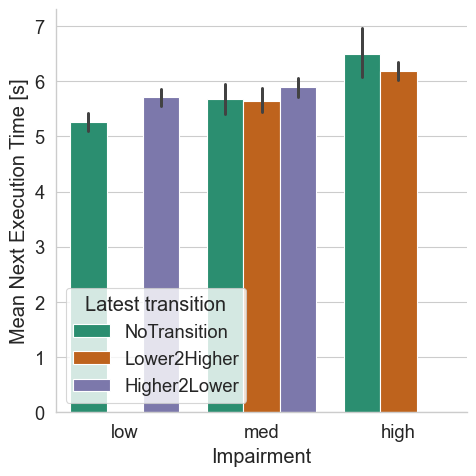 Mean Next Execution Time [s]
7
6
5
4
3
2
1
0
Latest transition
NoTransition
Lower2Higher
Higher2Lower
low
med
high
Impairment